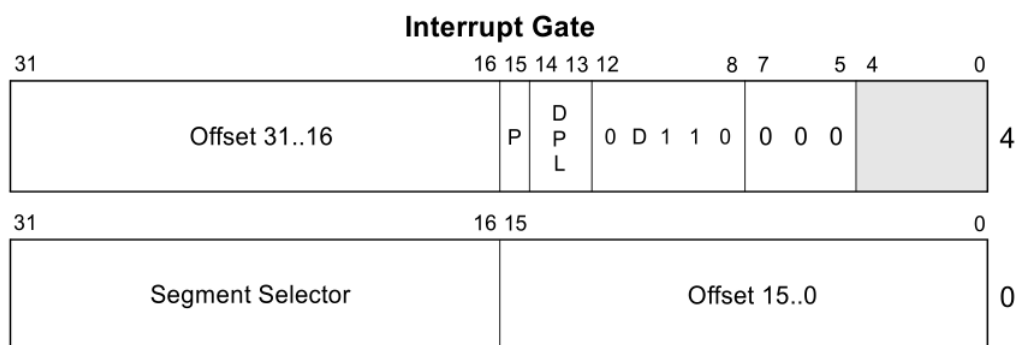 Interrupt Gate
31 16 15 14 13 12 8 7 5 4 0
Offset 31..16 P DPL 0 D 1 1 0 0 0 0 4
31 16 15 0
Segment Selector Offset 15..0 0